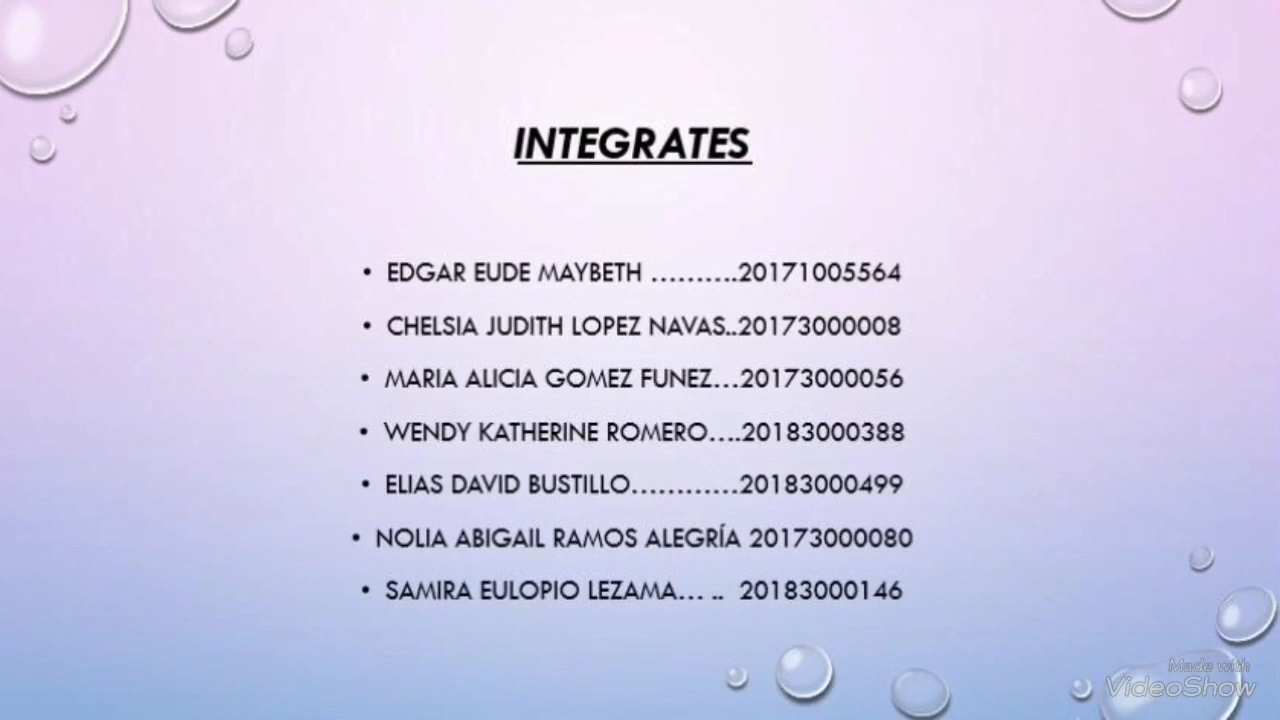 INTEGRATES
• EDGAR EUDE MAYBETH ……….20171005564
• CHELSIA JUDITH LOPEZ NAVAS..20173000008
• MARIA ALICIA GOMEZ FUNEZ…20173000056
• WENDY KATHERINE ROMERO….20183000388
• ELIAS DAVID BUSTILLO…………20183000499
• NOLIA ABIGAIL RAMOS ALEGRÍA 20173000080
• SAMIRA EULOPIO LEZAMA… .. 20183000146
Made with
VideoShow